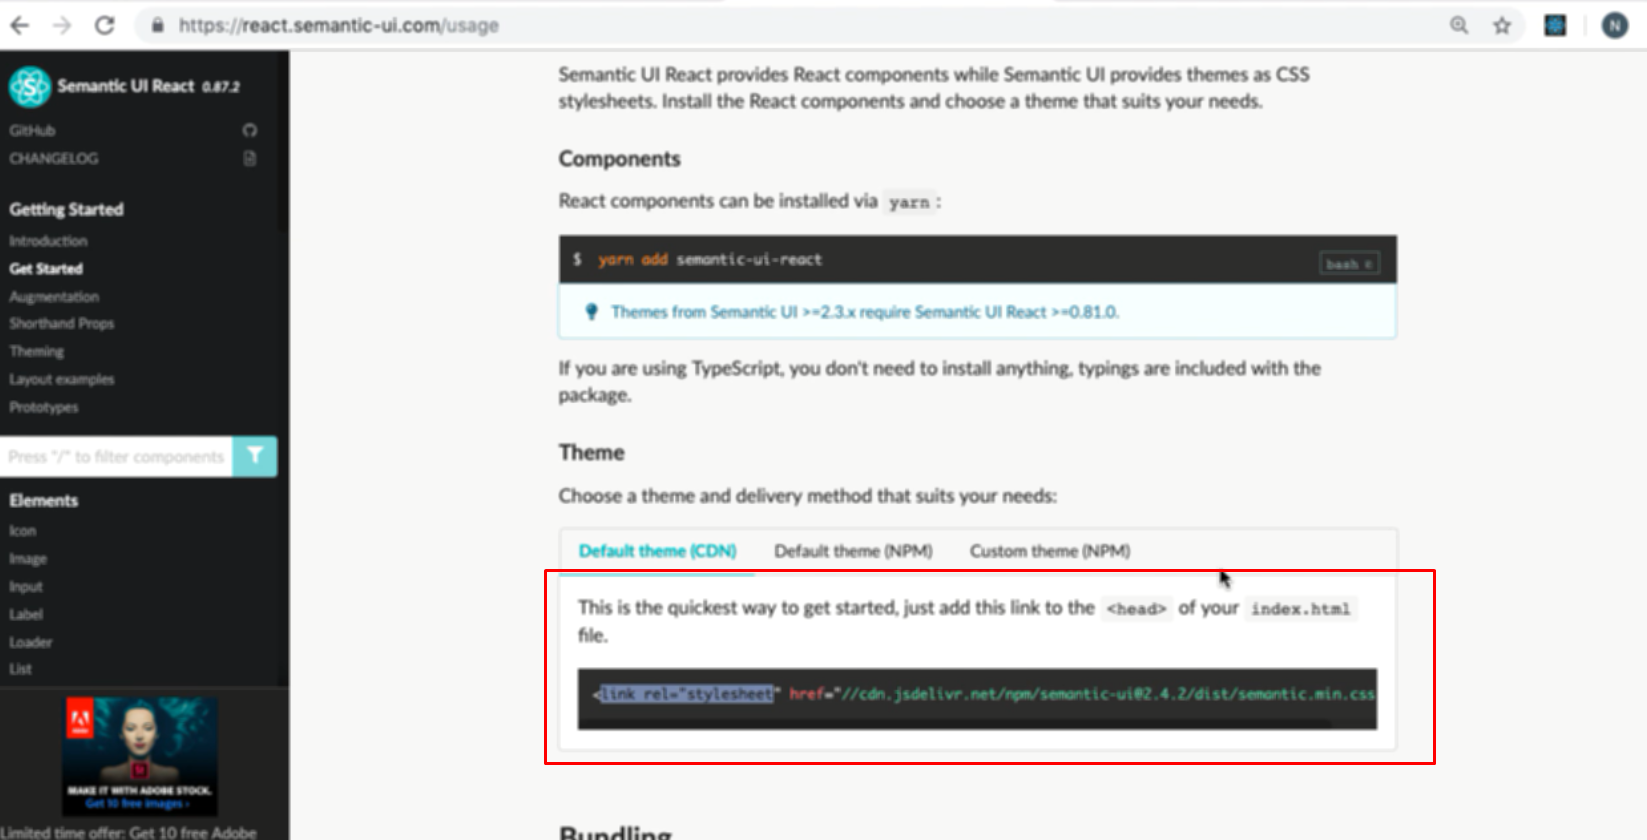 https://react.semantic-ui.com/usage
N
Semantic UI React 0.87.2
GitHub
CHANGELOG
Getting Started
Introduction
Get Started
Augmentation
Shorthand Props
Theming
Layout examples
Prototypes
Press "/" to filter components
Elements
Icon
Image
Input
Label
Loader
List
MAKE IT WITH ADOBE STOCK.
Get 10 free images ›
Limited time offer: Get 10 free Adobe
Semantic UI React provides React components while Semantic UI provides themes as CSS
stylesheets. Install the React components and choose a theme that suits your needs.
Components
React components can be installed via yarn :
$ yarn add semantic-ui-react
bash
Themes from Semantic UI >=2.3.x require Semantic UI React >=0.81.0.
If you are using TypeScript, you don't need to install anything, typings are included with the
package.
Theme
Choose a theme and delivery method that suits your needs:
Default theme (CDN) Default theme (NPM) Custom theme (NPM)
This is the quickest way to get started, just add this link to the <head> of your index.html
file.
<link rel="stylesheet" href="//cdn.jsdelivr.net/npm/semantic-ui@2.4.2/dist/semantic.min.css
Bundling